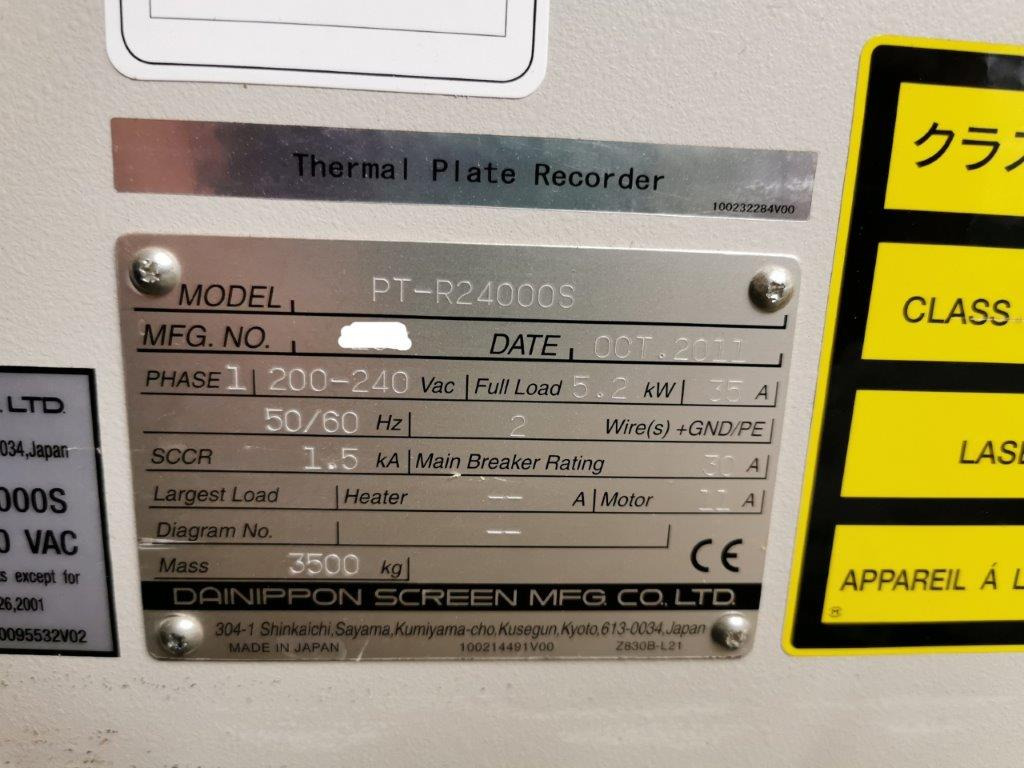 Thermal Plate Recorder
100232284V00
MODEL PT-R24000S
MFG. NO. DATE OCT.2011
PHASE 1 200-240 Vac Full Load 5.2 kW 35 A
50/60 Hz 2 Wire(s) +GND/PE
SCCR 1.5 kA Main Breaker Rating 30 A
Largest Load Heater -- A Motor 11 A
Diagram No. --
Mass 3500 kg
CE
DAINIPPON SCREEN MFG. CO., LTD.
304-1 Shinkaichi,Sayama,Kumiyama-cho,Kusegun,Kyoto,613-0034,Japan
MADE IN JAPAN 100214491V00 Z830B-L21
. LTD.
034,Japan
000S
0 VAC
s except for
26,2001
0095532V02
クラス
CLASS
LASE
APPAREIL Á L